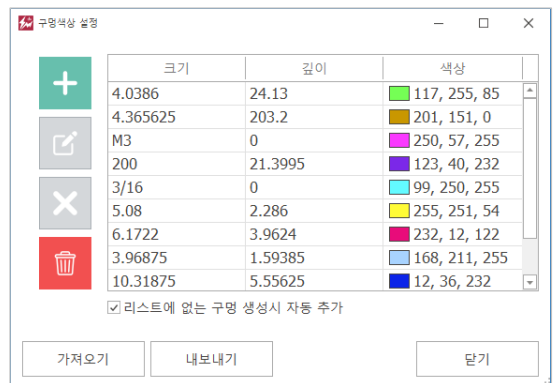 구멍색상 설정
크기 깊이 색상
4.0386 24.13 117, 255, 85
4.365625 203.2 201, 151, 0
M3 0 250, 57, 255
200 21.3995 123, 40, 232
3/16 0 99, 250, 255
5.08 2.286 255, 251, 54
6.1722 3.9624 232, 12, 122
3.96875 1.59385 168, 211, 255
10.31875 5.55625 12, 36, 232
리스트에 없는 구멍 생성시 자동 추가
가져오기 내보내기 닫기